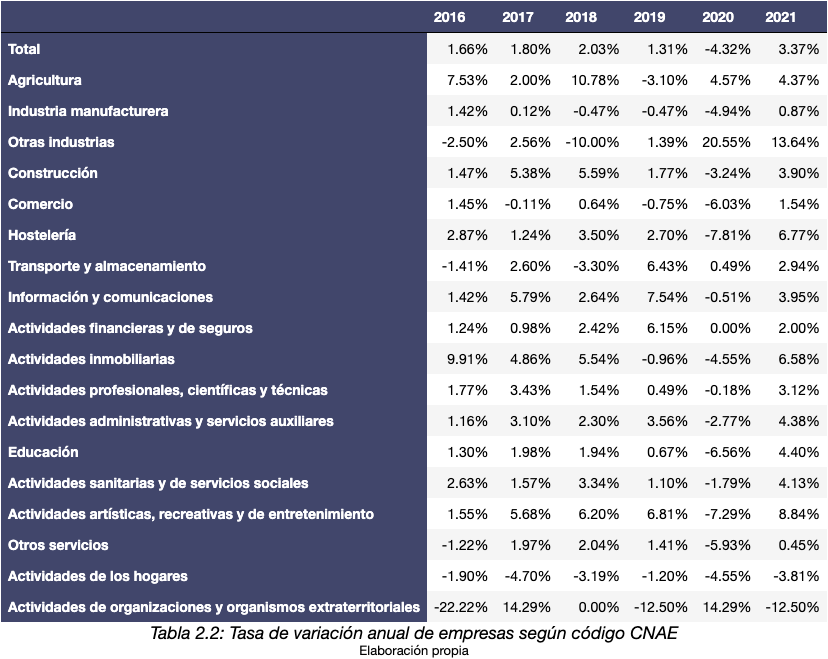 2016 2017 2018 2019 2020 2021
Total 1.66% 1.80% 2.03% 1.31% -4.32% 3.37%
Agricultura 7.53% 2.00% 10.78% -3.10% 4.57% 4.37%
Industria manufacturera 1.42% 0.12% -0.47% -0.47% -4.94% 0.87%
Otras industrias -2.50% 2.56% -10.00% 1.39% 20.55% 13.64%
Construcción 1.47% 5.38% 5.59% 1.77% -3.24% 3.90%
Comercio 1.45% -0.11% 0.64% -0.75% -6.03% 1.54%
Hostelería 2.87% 1.24% 3.50% 2.70% -7.81% 6.77%
Transporte y almacenamiento -1.41% 2.60% -3.30% 6.43% 0.49% 2.94%
Información y comunicaciones 1.42% 5.79% 2.64% 7.54% -0.51% 3.95%
Actividades financieras y de seguros 1.24% 0.98% 2.42% 6.15% 0.00% 2.00%
Actividades inmobiliarias 9.91% 4.86% 5.54% -0.96% -4.55% 6.58%
Actividades profesionales, científicas y técnicas 1.77% 3.43% 1.54% 0.49% -0.18% 3.12%
Actividades administrativas y servicios auxiliares 1.16% 3.10% 2.30% 3.56% -2.77% 4.38%
Educación 1.30% 1.98% 1.94% 0.67% -6.56% 4.40%
Actividades sanitarias y de servicios sociales 2.63% 1.57% 3.34% 1.10% -1.79% 4.13%
Actividades artísticas, recreativas y de entretenimiento 1.55% 5.68% 6.20% 6.81% -7.29% 8.84%
Otros servicios -1.22% 1.97% 2.04% 1.41% -5.93% 0.45%
Actividades de los hogares -1.90% -4.70% -3.19% -1.20% -4.55% -3.81%
Actividades de organizaciones y organismos extraterritoriales -22.22% 14.29% 0.00% -12.50% 14.29% -12.50%
Tabla 2.2: Tasa de variación anual de empresas según código CNAE
Elaboración propia